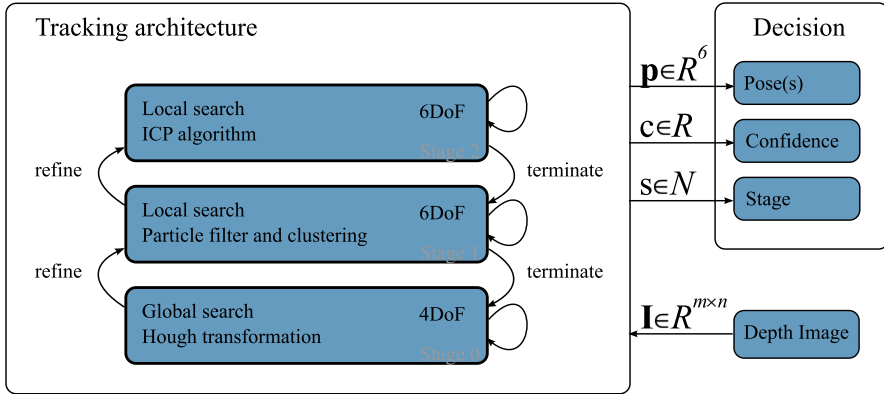 Tracking architecture
Local search
ICP algorithm
6DoF
Stage 2
refine
terminate
Local search
Particle filter and clustering
6DoF
Stage 1
refine
terminate
Global search
Hough transformation
4DoF
Stage 0
p∈R⁶
c∈R
s∈N
I∈R^{m×n}
Decision
Pose(s)
Confidence
Stage
Depth Image